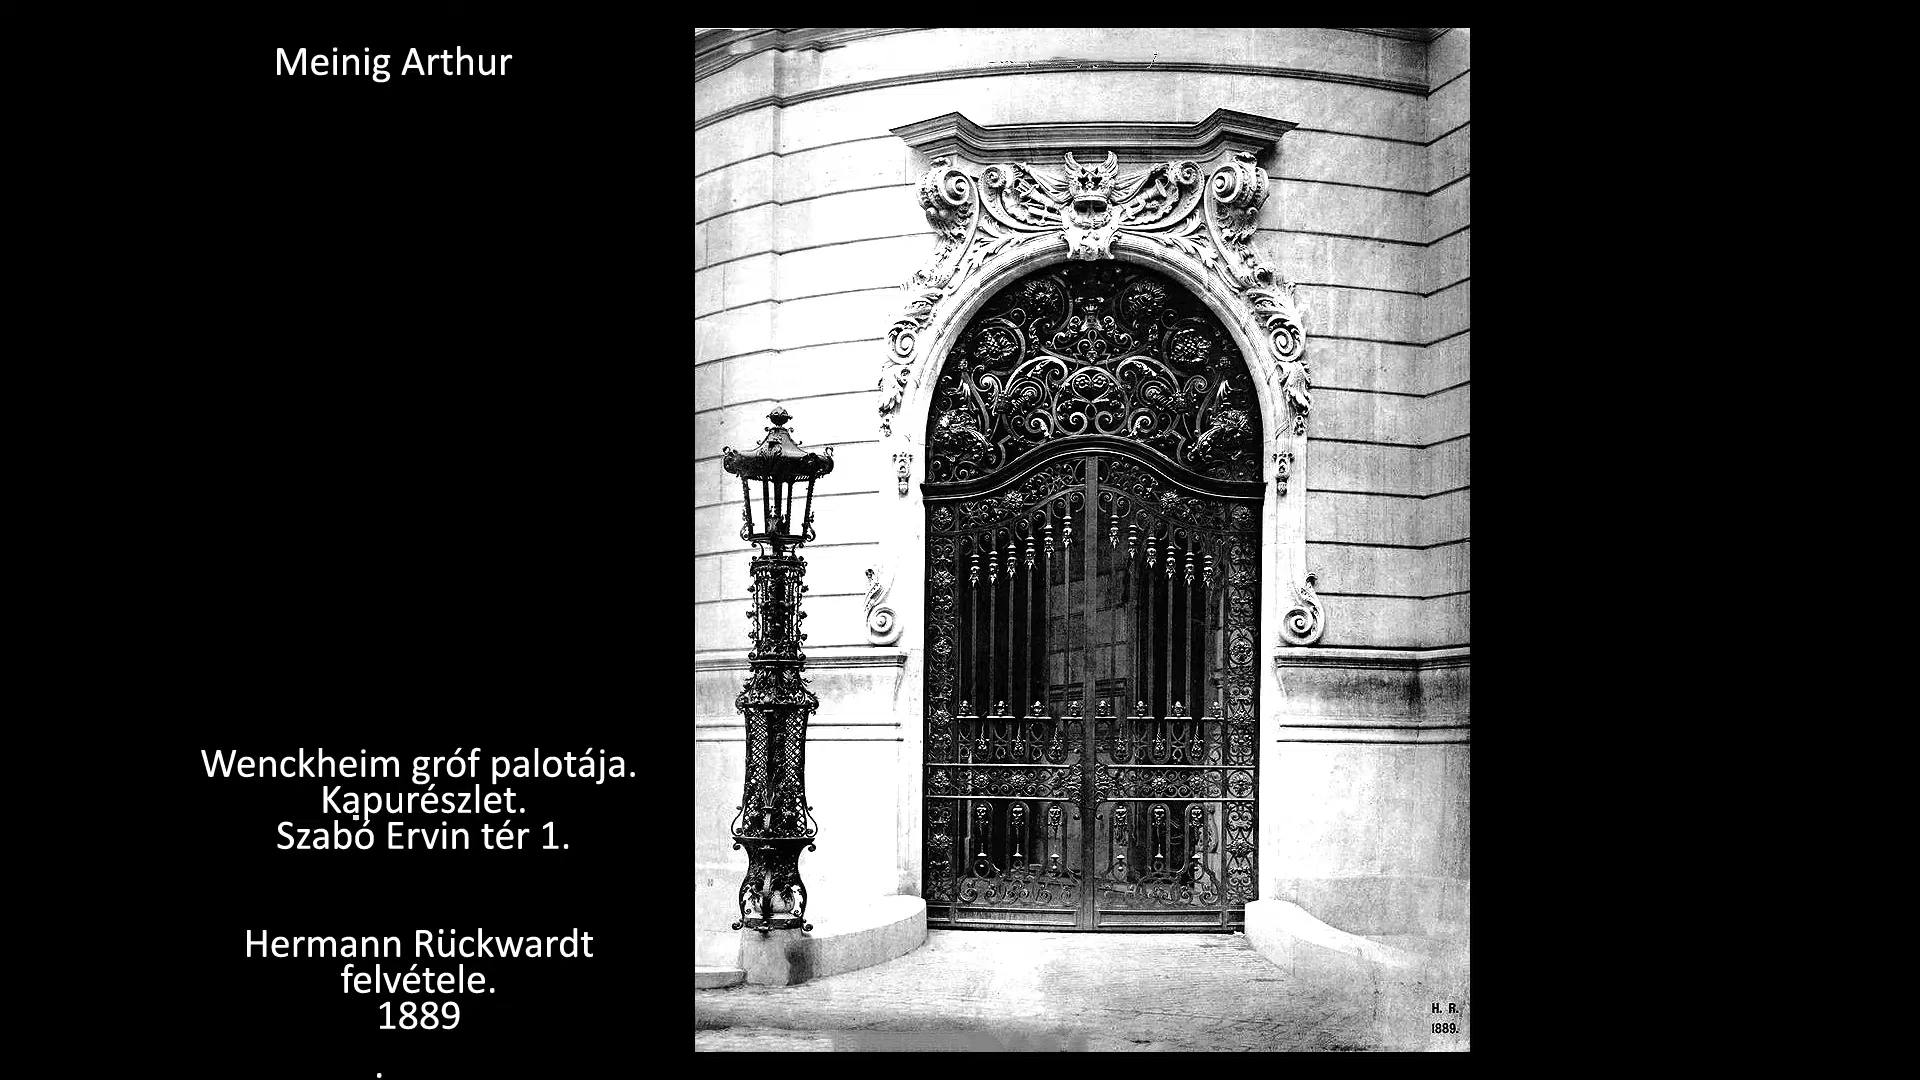 Meinig Arthur
Wenckheim gróf palotája.
Kapurészlet.
Szabó Ervin tér 1.
Hermann Rückwardt
felvétele.
1889
.
H. R.
1889.